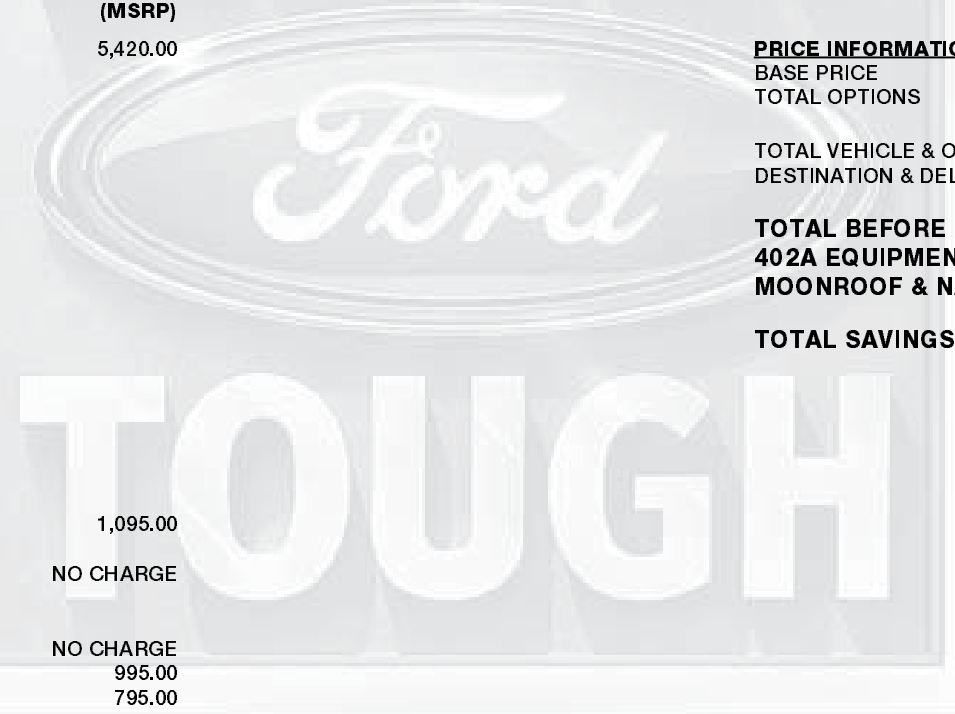 (MSRP)
5,420.00
1,095.00
NO CHARGE
NO CHARGE
995.00
795.00
Ford
TOUGH
PRICE INFORMATIO
BASE PRICE
TOTAL OPTIONS
TOTAL VEHICLE & O
DESTINATION & DEL
TOTAL BEFORE
402A EQUIPMEN
MOONROOF & NA
TOTAL SAVINGS